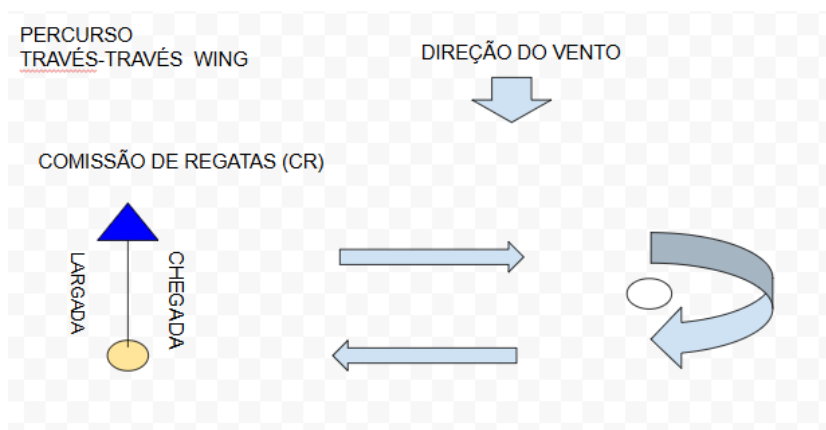 PERCURSO
TRAVÉS-TRAVÉS WING
DIREÇÃO DO VENTO
COMISSÃO DE REGATAS (CR)
LARGADA
CHEGADA